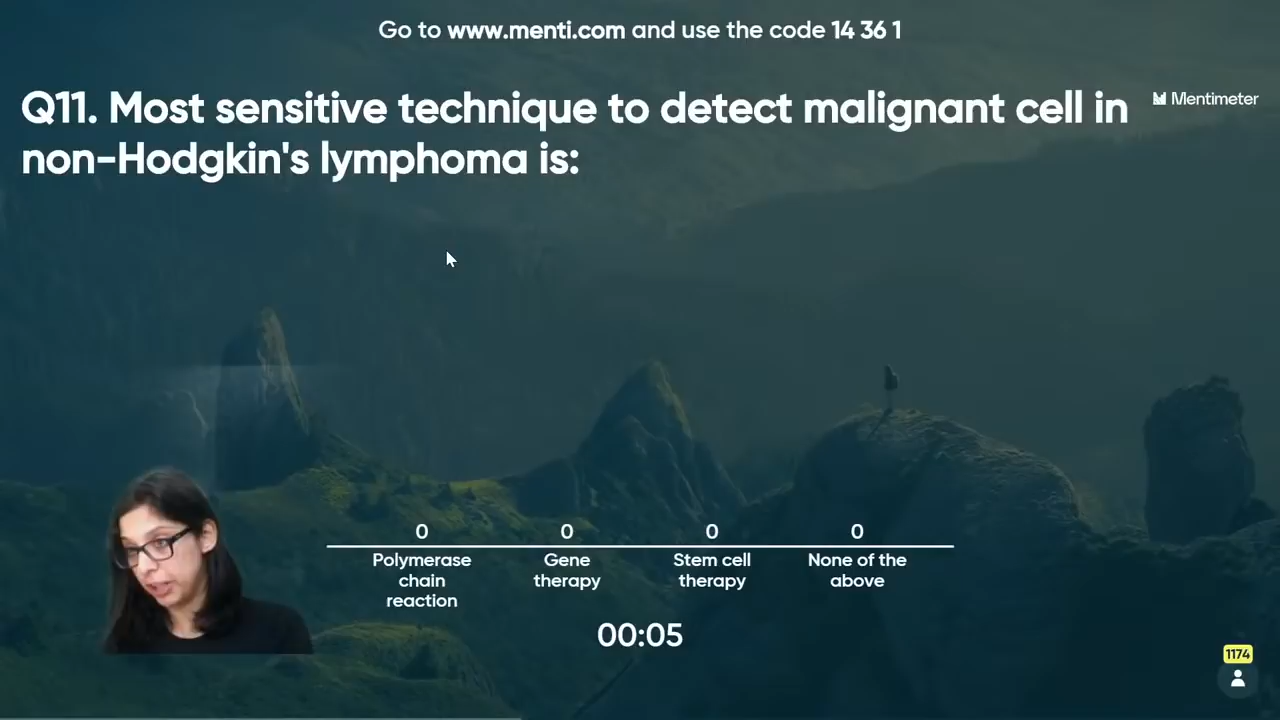 Go to www.menti.com and use the code 14 36 1
Q11. Most sensitive technique to detect malignant cell in
non-Hodgkin's lymphoma is:
Mentimeter
0
0
0
0
Polymerase
chain
reaction
Gene
therapy
Stem cell
therapy
None of the
above
00:05
1174